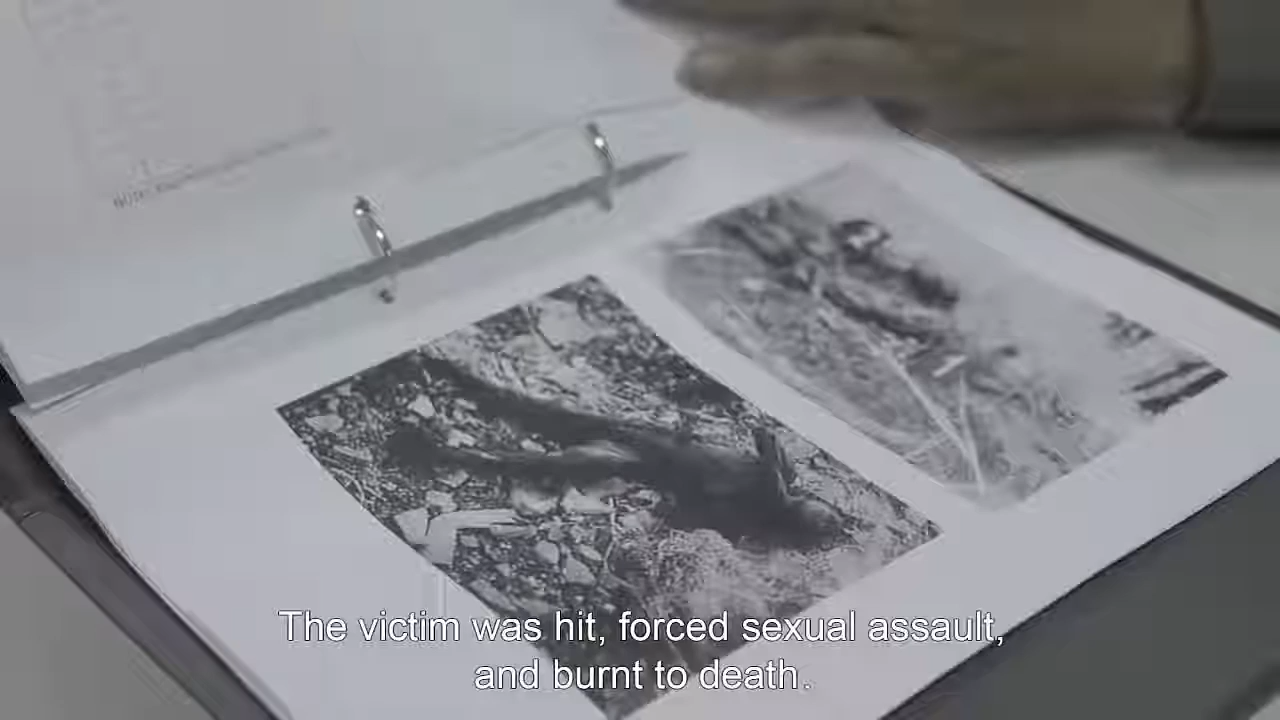 The victim was hit, forced sexual assault,
and burnt to death.